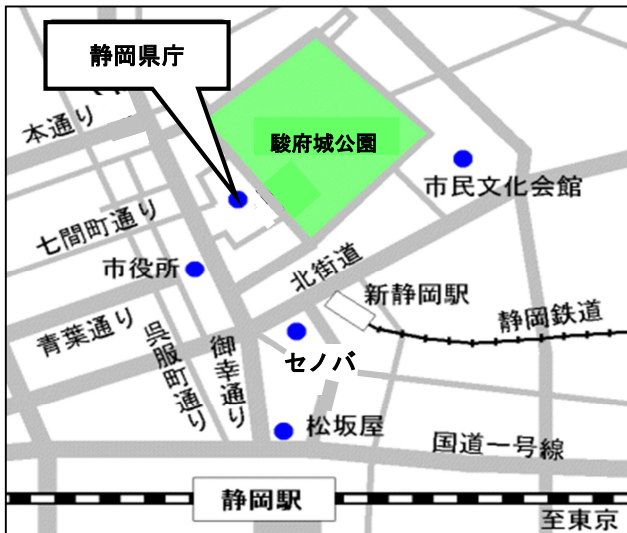 静岡県庁
本通り
駿府城公園
市民文化会館
七間町通り
市役所
北街道
新静岡駅
静岡鉄道
青葉通り
呉服町通り
御幸通り
セノバ
松坂屋
国道一号線
静岡駅
至東京